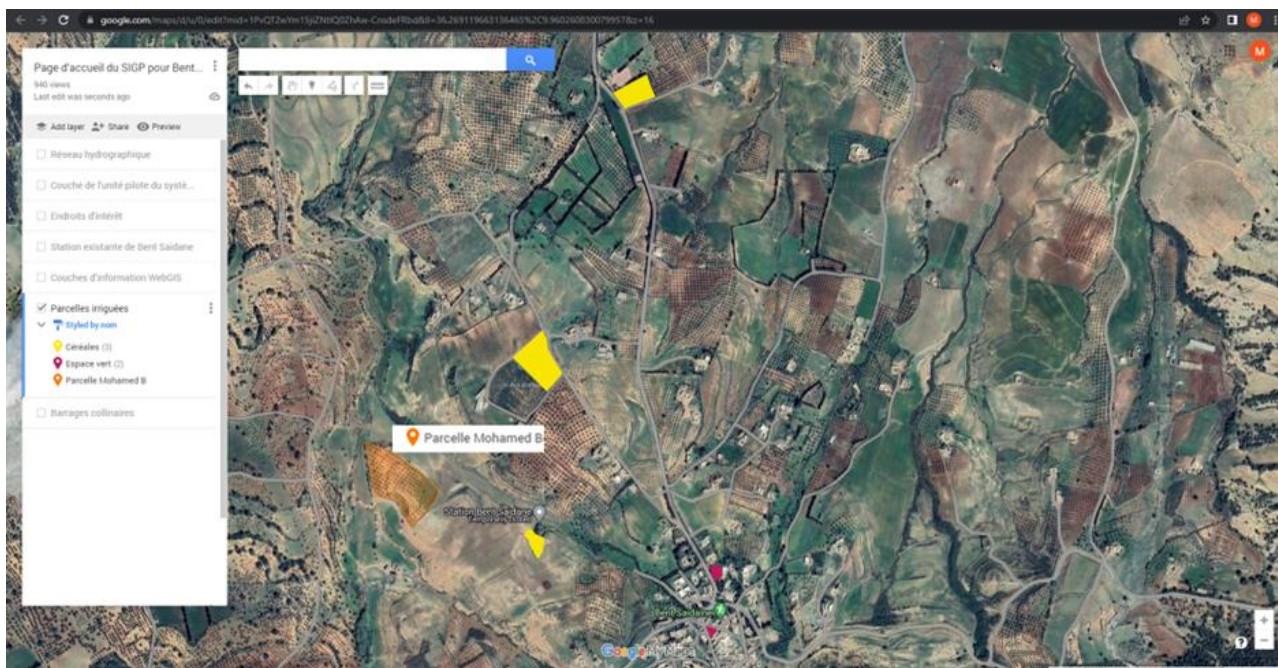 google.com/maps/d/u/0/edit?mid=
Page d'accueil du SIGP pour Bent...
940 views
Last edit was seconds ago
Add layer Share Preview
Réseau hydrographique
Couche de l'unité pilote du systè...
Endroits d'intérêt
Station existante de Bent Saidane
Couches d'information WebGIS
Parcelles irriguées
Styled by nom
Céréales (3)
Espace vert (2)
Parcelle Mohamed B
Barrages collinaires
M
Parcelle Mohamed B
Station Bent Saidane
Bent Saidane
Google My Maps